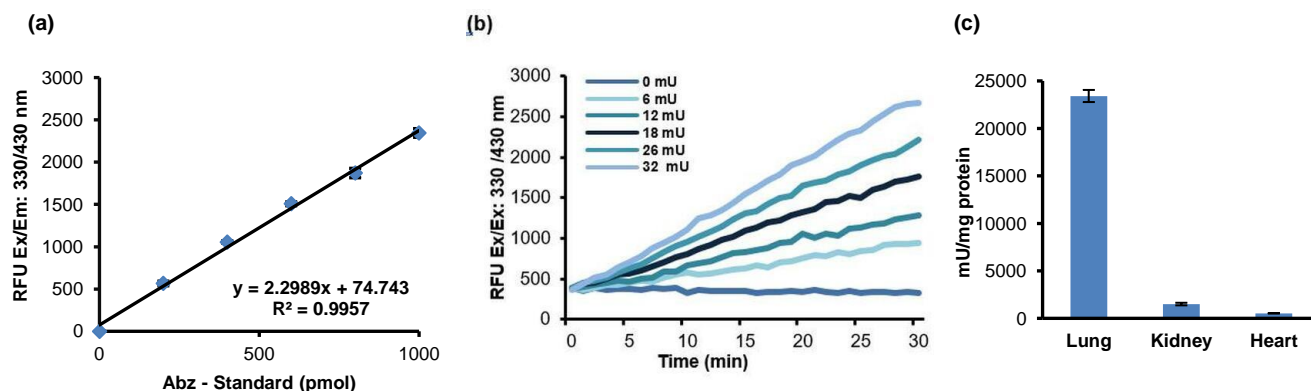 (a)
RFU Ex/Em: 330/430 nm
3000
2500
2000
1500
1000
500
0
y = 2.2989x + 74.743
R² = 0.9957
0 500 1000
Abz - Standard (pmol)
(b)
RFU Ex/Ex: 330 /430 nm
3000
2500
2000
1500
1000
500
0
0 mU
6 mU
12 mU
18 mU
26 mU
32 mU
0 5 10 15 20 25 30
Time (min)
(c)
mU/mg protein
25000
20000
15000
10000
5000
0
Lung Kidney Heart